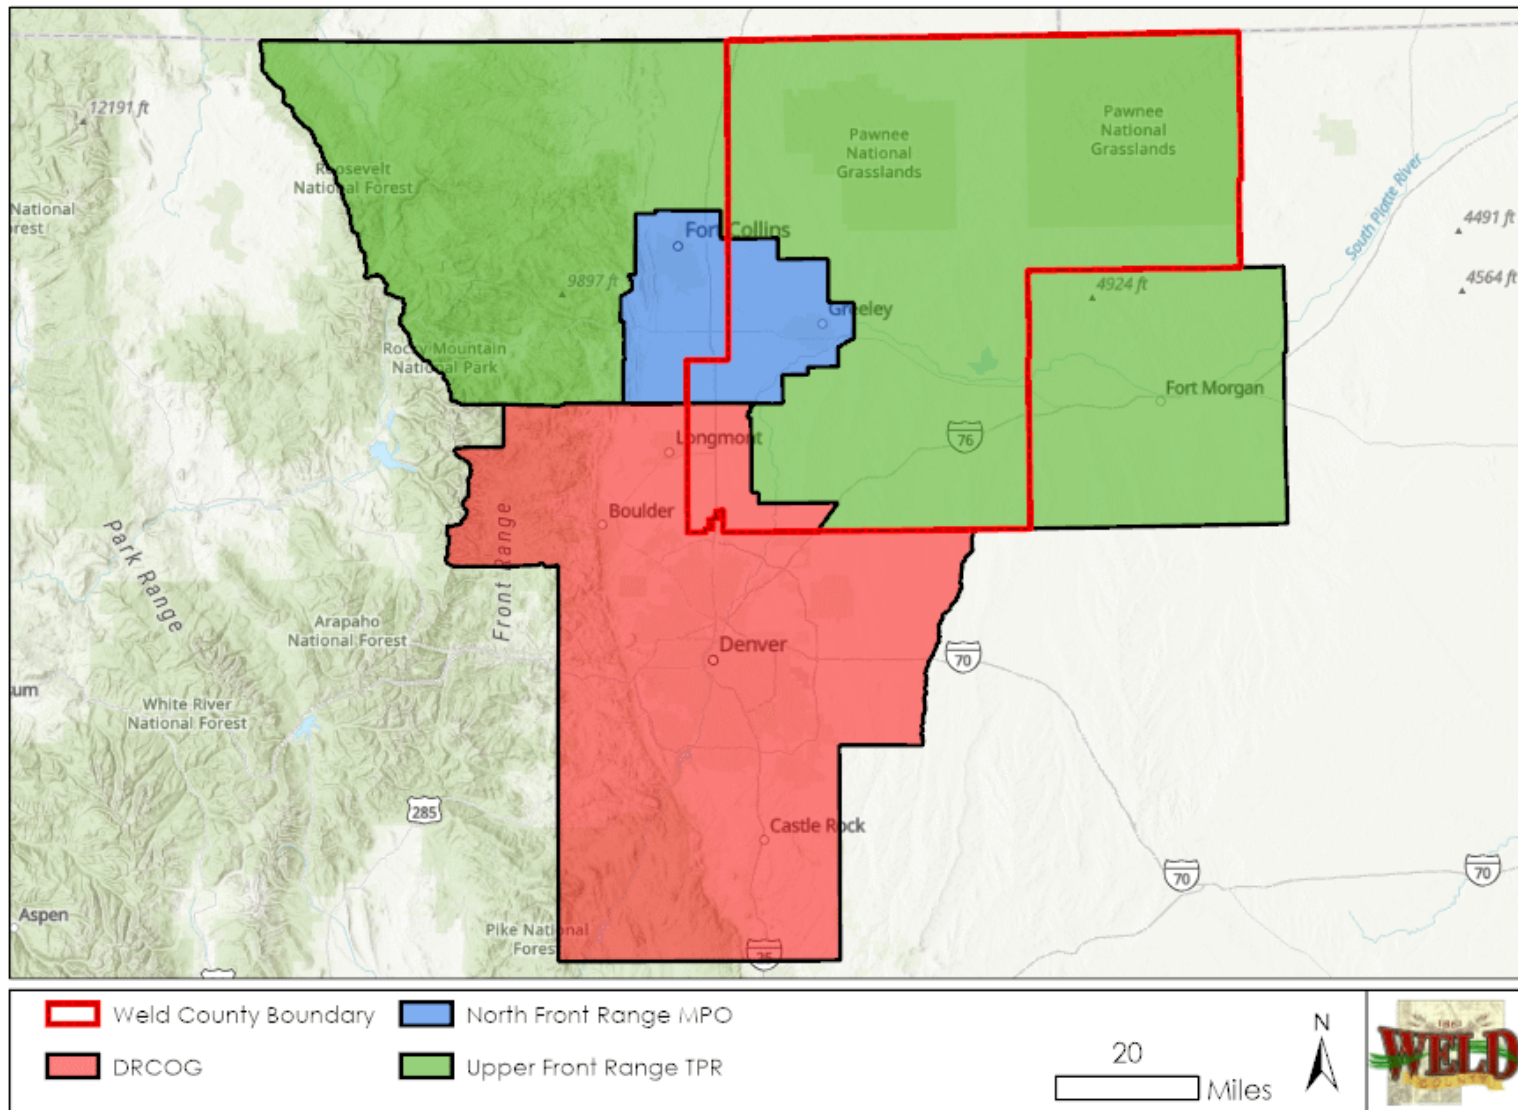 12191 ft
Pawnee
National
Grasslands
Pawnee
National
Grasslands
Roosevelt
National Forest
National
South Platte River
4491 ft
Fort Collins
9897 ft
4924 ft
4564 ft
Greeley
Rocky Mountain
National Park
Fort Morgan
76
Longmont
Boulder
Park Range
Front Range
Arapaho
National Forest
Denver
70
White River
National Forest
285
Castle Rock
70
70
Aspen
Pike National
Forest
25
Weld County Boundary
North Front Range MPO
DRCOG
Upper Front Range TPR
20
Miles
N
1861
WELD
COUNTY